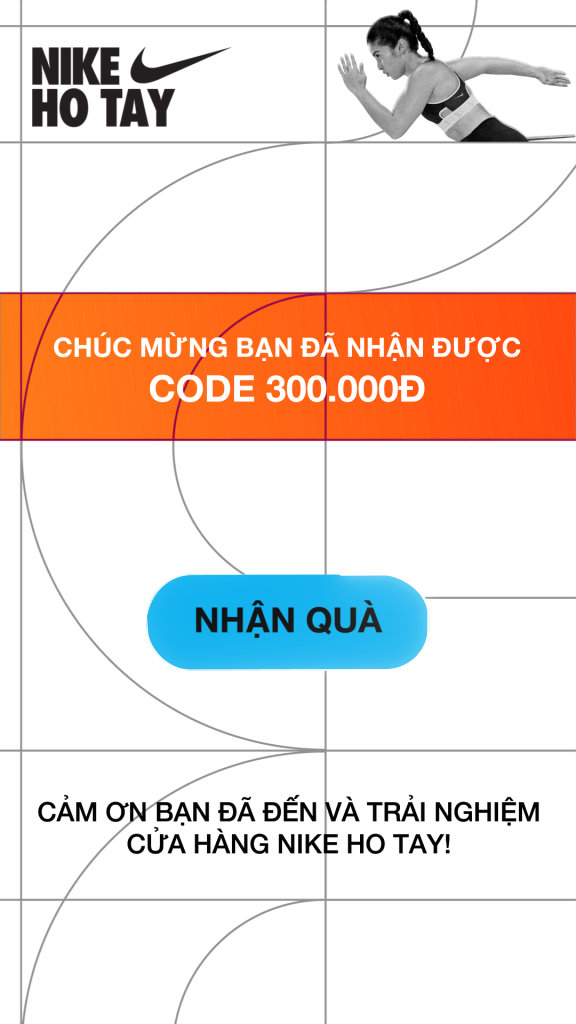 NIKE
HO TAY
CHÚC MỪNG BẠN ĐÃ NHẬN ĐƯỢC
CODE 300.000Đ
NHẬN QUÀ
CẢM ƠN BẠN ĐÃ ĐẾN VÀ TRẢI NGHIỆM
CỬA HÀNG NIKE HO TAY!